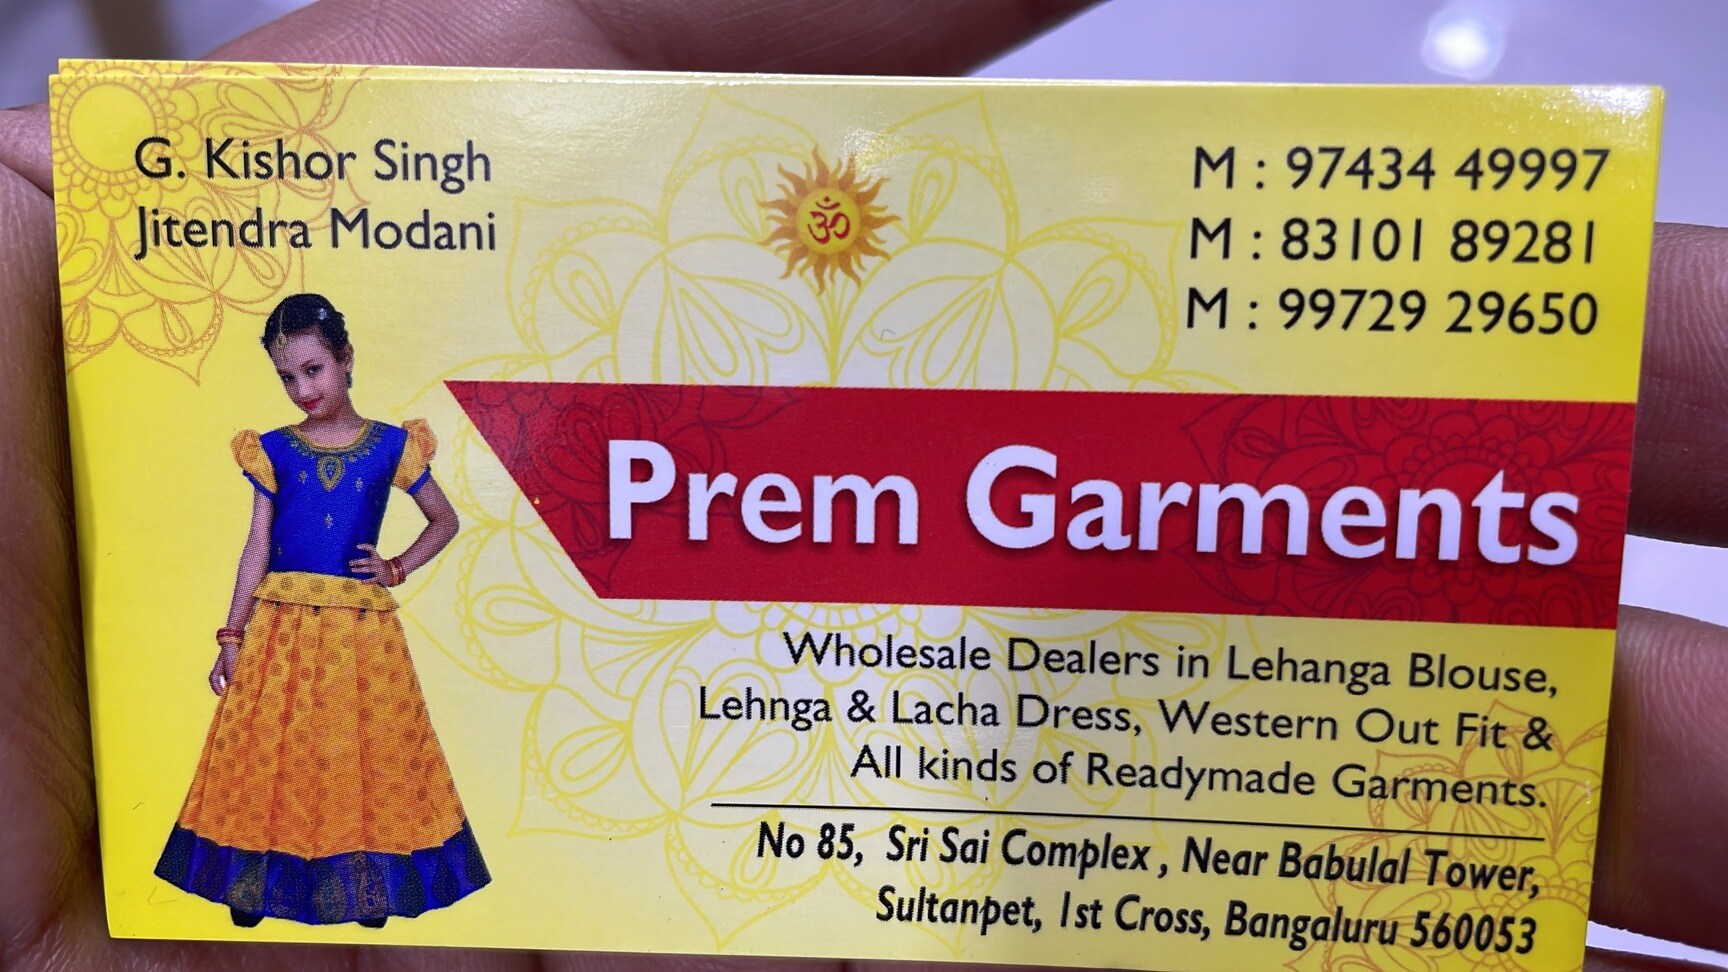 G. Kishor Singh
Jitendra Modani
ॐ
M : 97434 49997
M : 83101 89281
M : 99729 29650
Prem Garments
Wholesale Dealers in Lehanga Blouse,
Lehnga & Lacha Dress, Western Out Fit &
All kinds of Readymade Garments.
No 85, Sri Sai Complex , Near Babulal Tower,
Sultanpet, 1st Cross, Bangaluru 560053